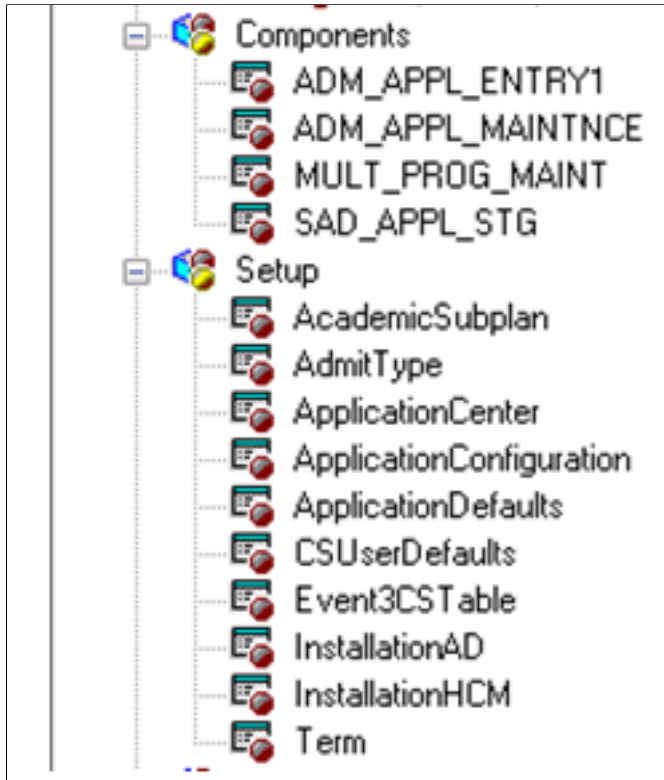 Components
ADM_APPL_ENTRY1
ADM_APPL_MAINTNCE
MULT_PROG_MAINT
SAD_APPL_STG
Setup
AcademicSubplan
AdmitType
ApplicationCenter
ApplicationConfiguration
ApplicationDefaults
CSUserDefaults
Event3CSTable
InstallationAD
InstallationHCM
Term